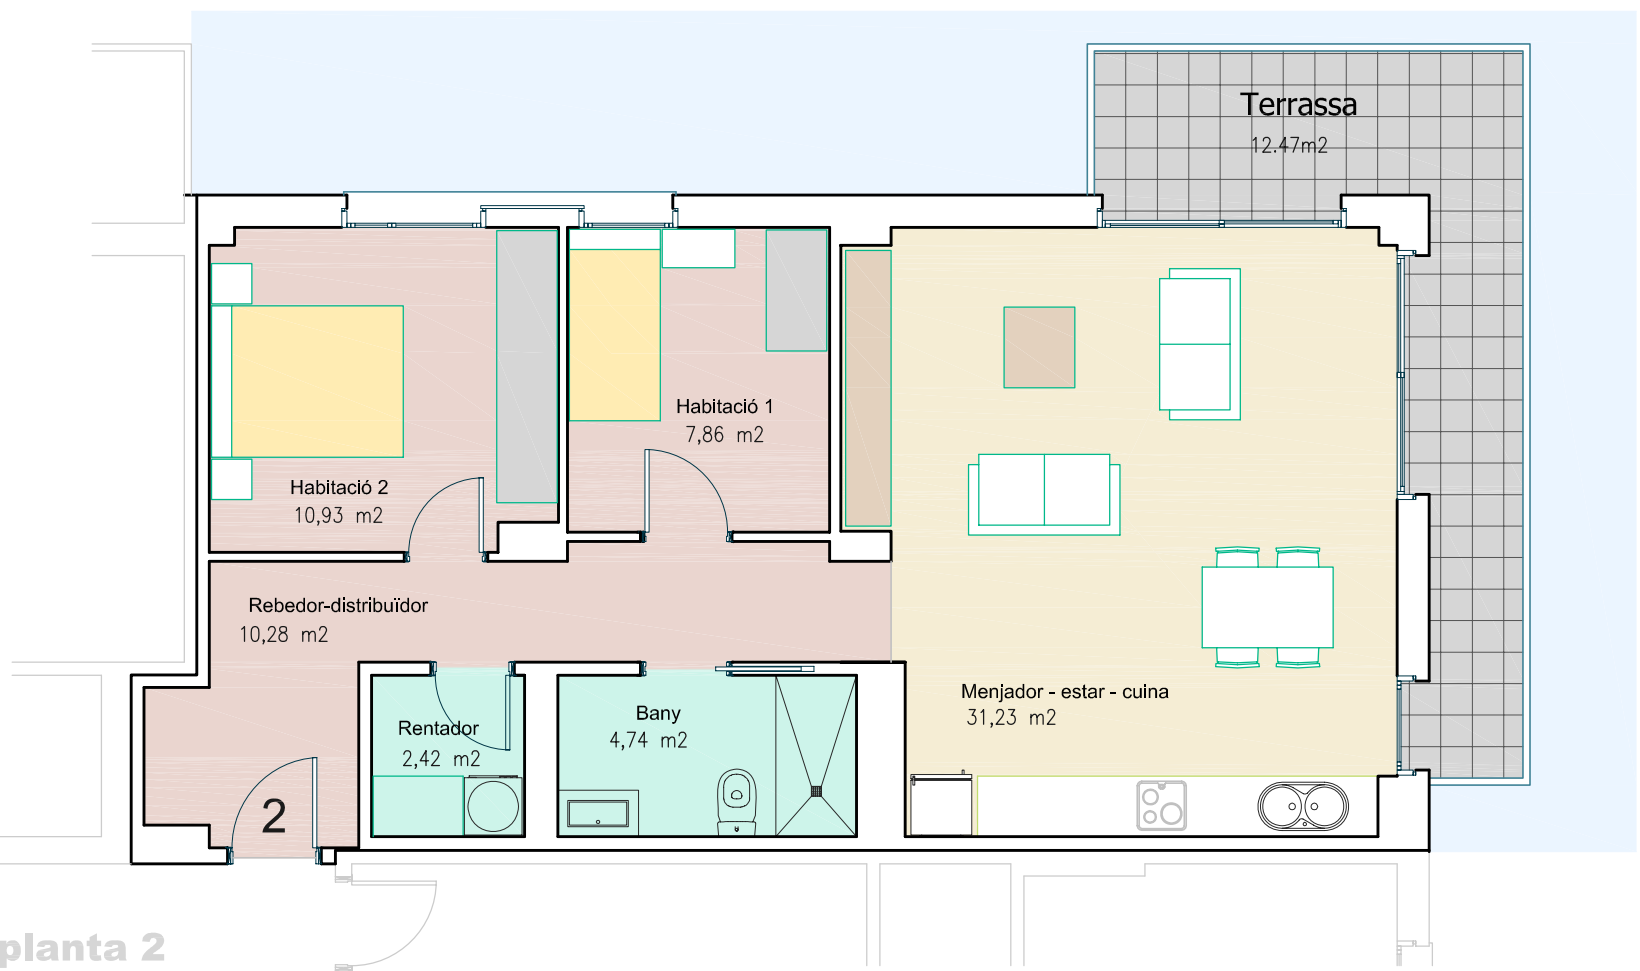 Terrassa
12.47m2
Habitació 1
7,86 m2
Habitació 2
10,93 m2
Rebedor-distribuïdor
10,28 m2
Menjador - estar - cuina
31,23 m2
Bany
4,74 m2
Rentador
2,42 m2
2
planta 2